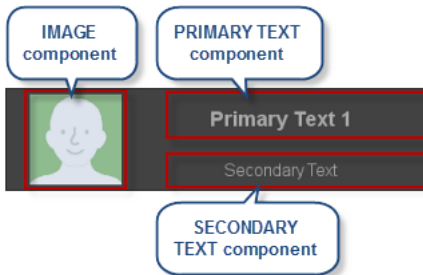 IMAGE
component
PRIMARY TEXT
component
Primary Text 1
Secondary Text
SECONDARY
TEXT component